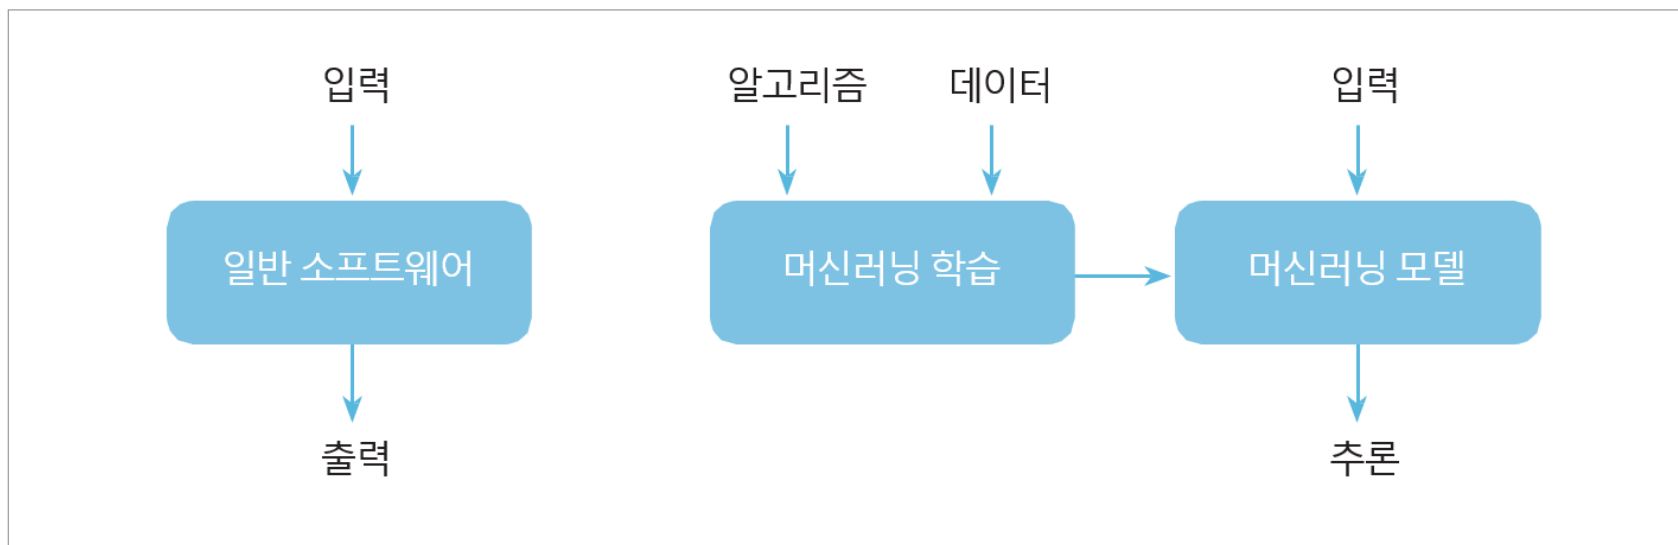 입력
알고리즘
데이터
입력
일반 소프트웨어
머신러닝 학습
머신러닝 모델
출력
추론